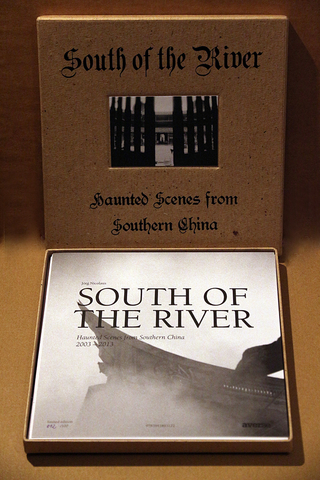 South of the River
Haunted Scenes from
Southern China
SOUTH OF
THE RIVER
Haunted Scenes from Southern China
2003 - 2013